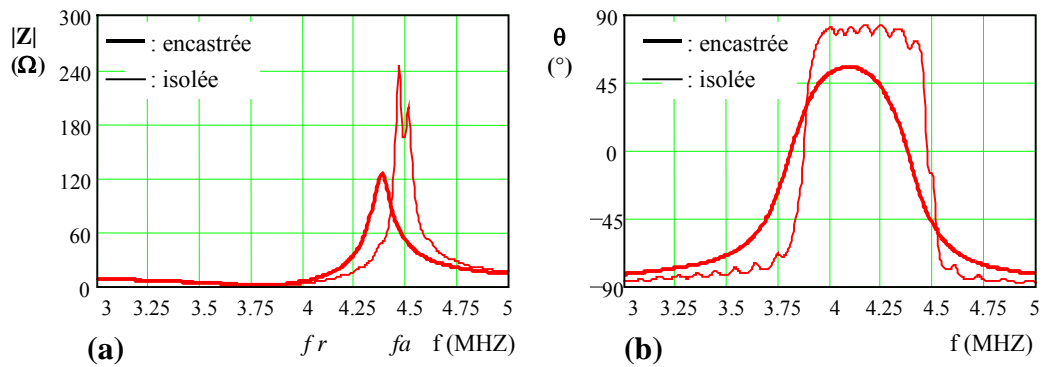 300
|Z|
(Ω)
: encastrée
240
: isolée
180
120
60
0
3 3.25 3.5 3.75 4 4.25 4.5 4.75 5
(a) fr fa f (MHZ)
90
θ
(°)
: encastrée
: isolée
45
0
−45
−90
3 3.25 3.5 3.75 4 4.25 4.5 4.75 5
(b) f (MHZ)